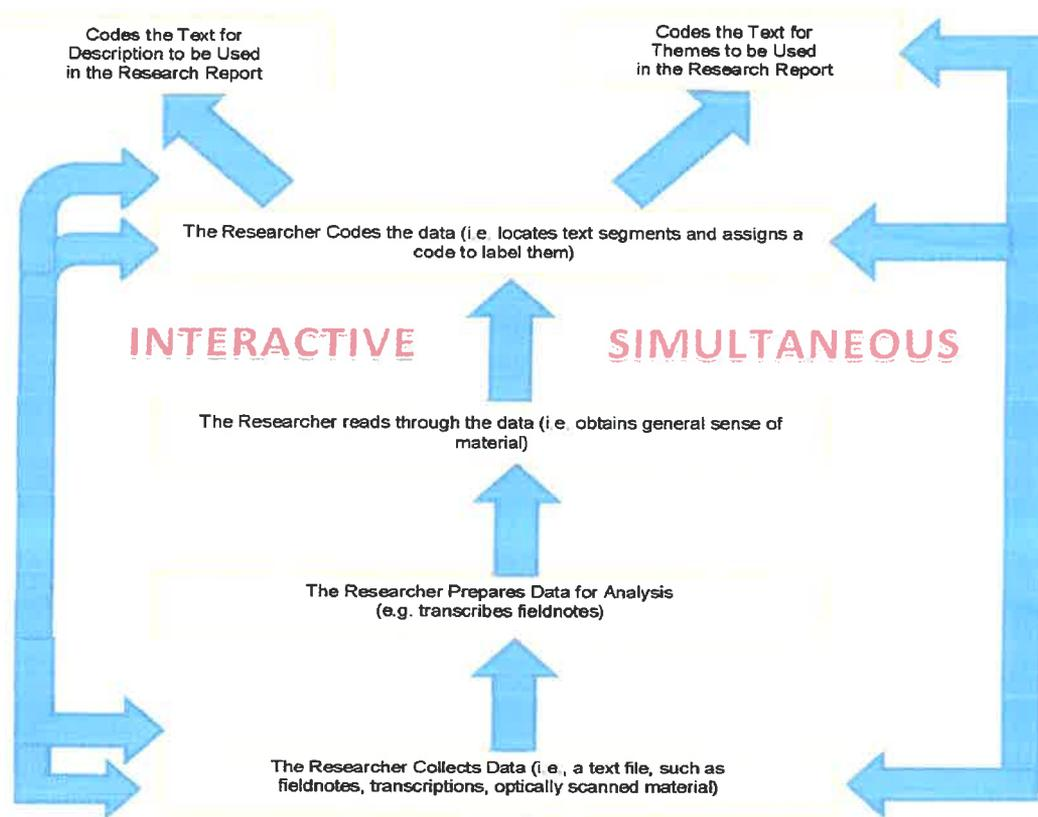 Codes the Text for
Description to be Used
in the Research Report
Codes the Text for
Themes to be Used
in the Research Report
The Researcher Codes the data (i.e. locates text segments and assigns a
code to label them)
INTERACTIVE
SIMULTANEOUS
The Researcher reads through the data (i.e. obtains general sense of
material)
The Researcher Prepares Data for Analysis
(e.g. transcribes fieldnotes)
The Researcher Collects Data (i.e., a text file, such as
fieldnotes, transcriptions, optically scanned material)